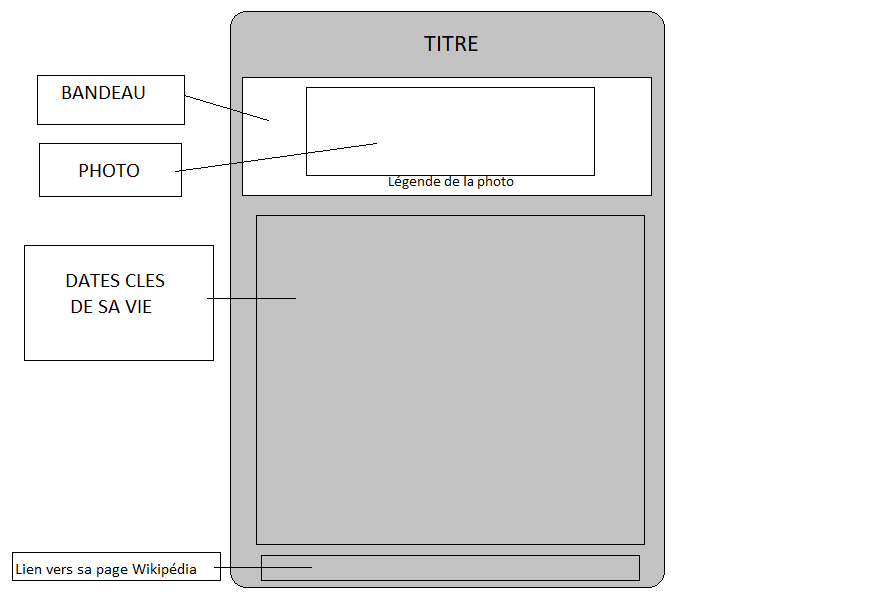 TITRE
BANDEAU
PHOTO
Légende de la photo
DATES CLES
DE SA VIE
Lien vers sa page Wikipédia